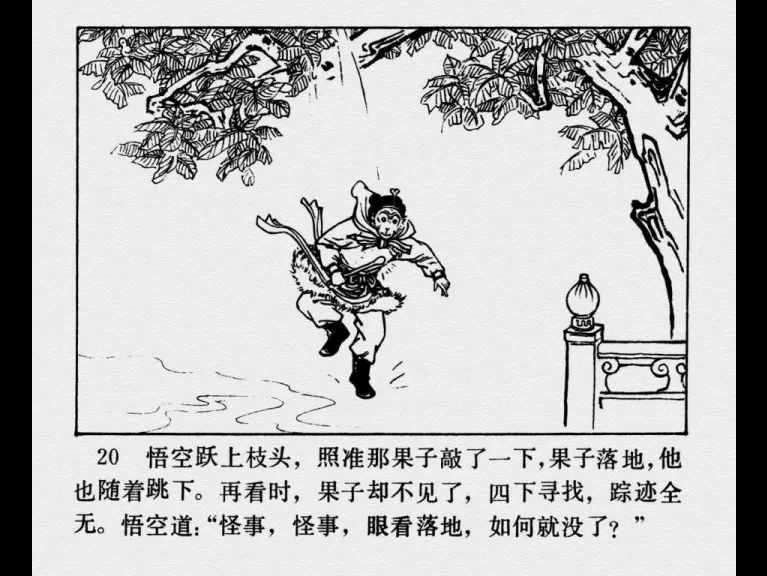 20 悟空跃上枝头，照准那果子敲了一下，果子落地，他
也随着跳下。再看时，果子却不见了，四下寻找，踪迹全
无。悟空道：“怪事，怪事，眼看落地，如何就没了？”